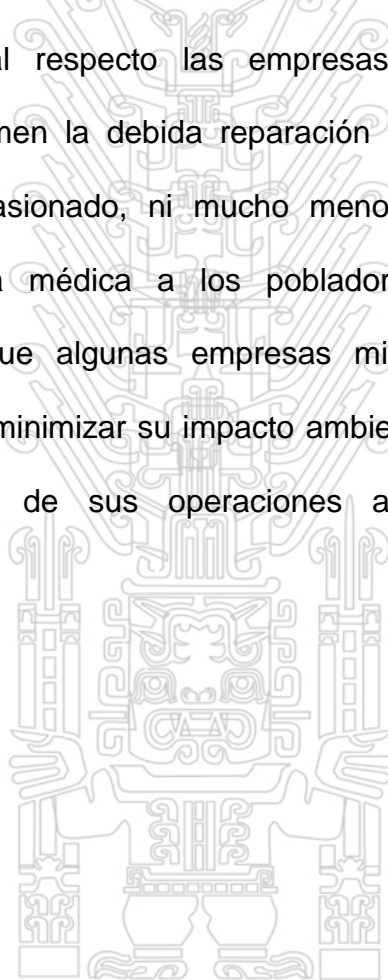 al respecto las empresas
men la debida reparación
asionado, ni mucho meno
a médica a los poblador
ue algunas empresas mi
minimizar su impacto ambie
de sus operaciones a